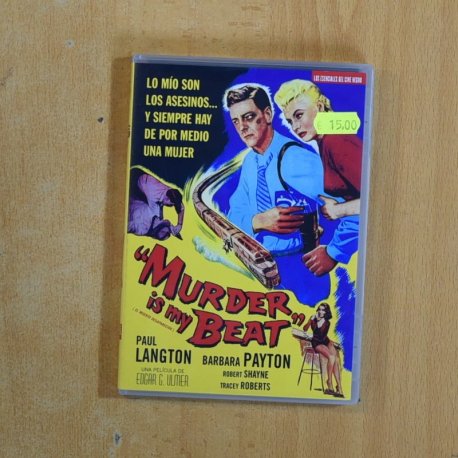 LOS ESENCIALES DEL CINE NEGRO
LO MÍO SON
LOS ASESINOS...
Y SIEMPRE HAY
DE POR MEDIO
UNA MUJER
15,00
"MURDER"
is my
BEAT
PAUL
LANGTON
BARBARA PAYTON
ROBERT SHAYNE
TRACEY ROBERTS
UNA PELÍCULA DE
EDGAR G. ULMER